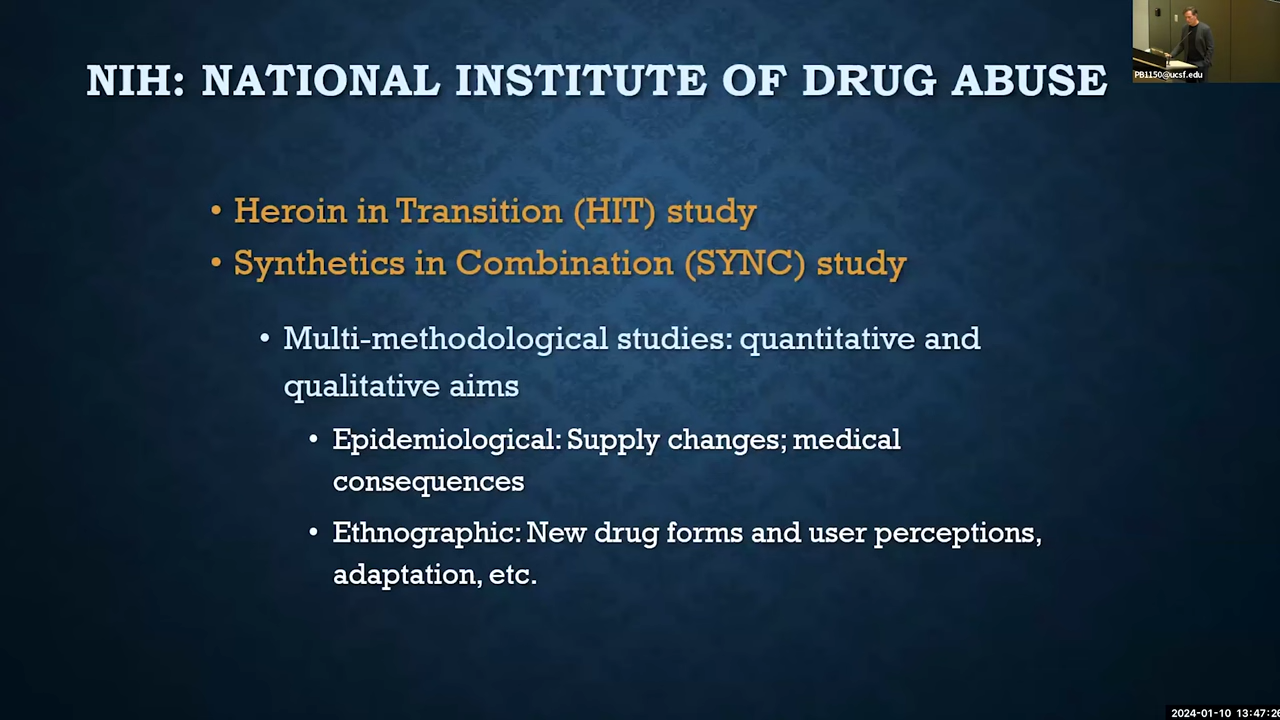 NIH: NATIONAL INSTITUTE OF DRUG ABUSE
PB1150@ucsf.edu
• Heroin in Transition (HIT) study
• Synthetics in Combination (SYNC) study
• Multi-methodological studies: quantitative and
qualitative aims
• Epidemiological: Supply changes; medical
consequences
• Ethnographic: New drug forms and user perceptions,
adaptation, etc.
2024-01-10 13:47:26